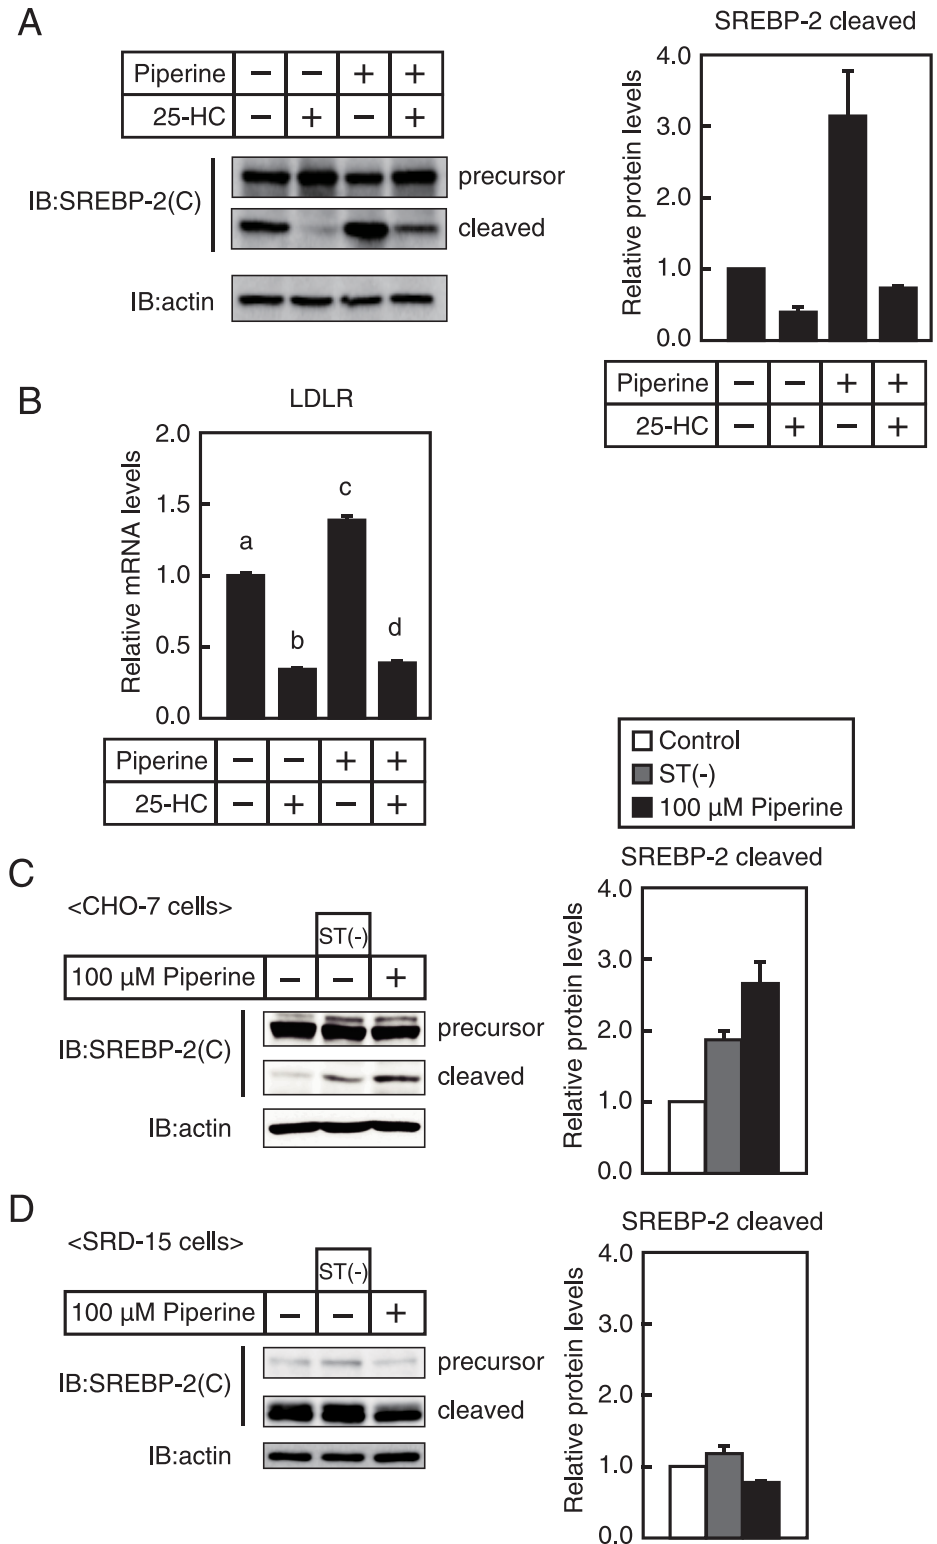 A
Piperine − − + +
25-HC − + − +
IB:SREBP-2(C)
precursor
cleaved
IB:actin
SREBP-2 cleaved
Relative protein levels
4.0
3.0
2.0
1.0
0.0
Piperine − − + +
25-HC − + − +
B
LDLR
Relative mRNA levels
2.0
1.5
1.0
0.5
0.0
a
b
c
d
Piperine − − + +
25-HC − + − +
Control
ST(-)
100 µM Piperine
C
<CHO-7 cells>
ST(-)
100 µM Piperine − − +
IB:SREBP-2(C)
precursor
cleaved
IB:actin
SREBP-2 cleaved
Relative protein levels
4.0
3.0
2.0
1.0
0.0
D
<SRD-15 cells>
ST(-)
100 µM Piperine − − +
IB:SREBP-2(C)
precursor
cleaved
IB:actin
SREBP-2 cleaved
Relative protein levels
4.0
3.0
2.0
1.0
0.0